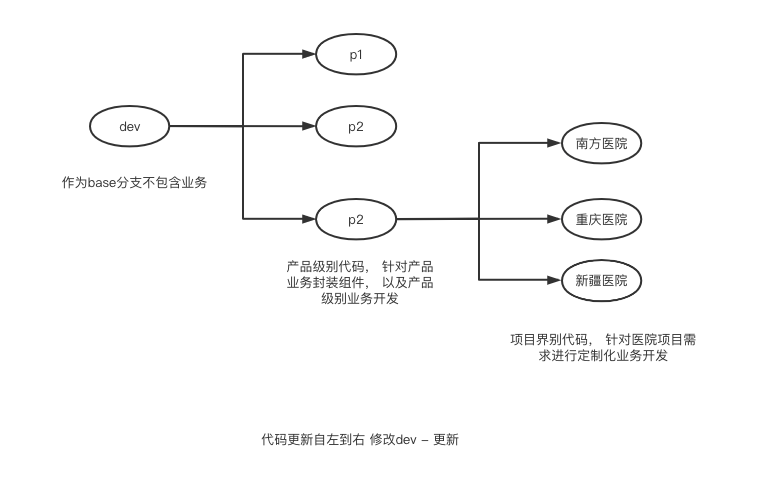 p1
dev
p2
南方医院
作为base分支不包含业务
p2
重庆医院
产品级别代码， 针对产品
业务封装组件， 以及产品
级别业务开发
新疆医院
项目界别代码， 针对医院项目需
求进行定制化业务开发
代码更新自左到右 修改dev – 更新